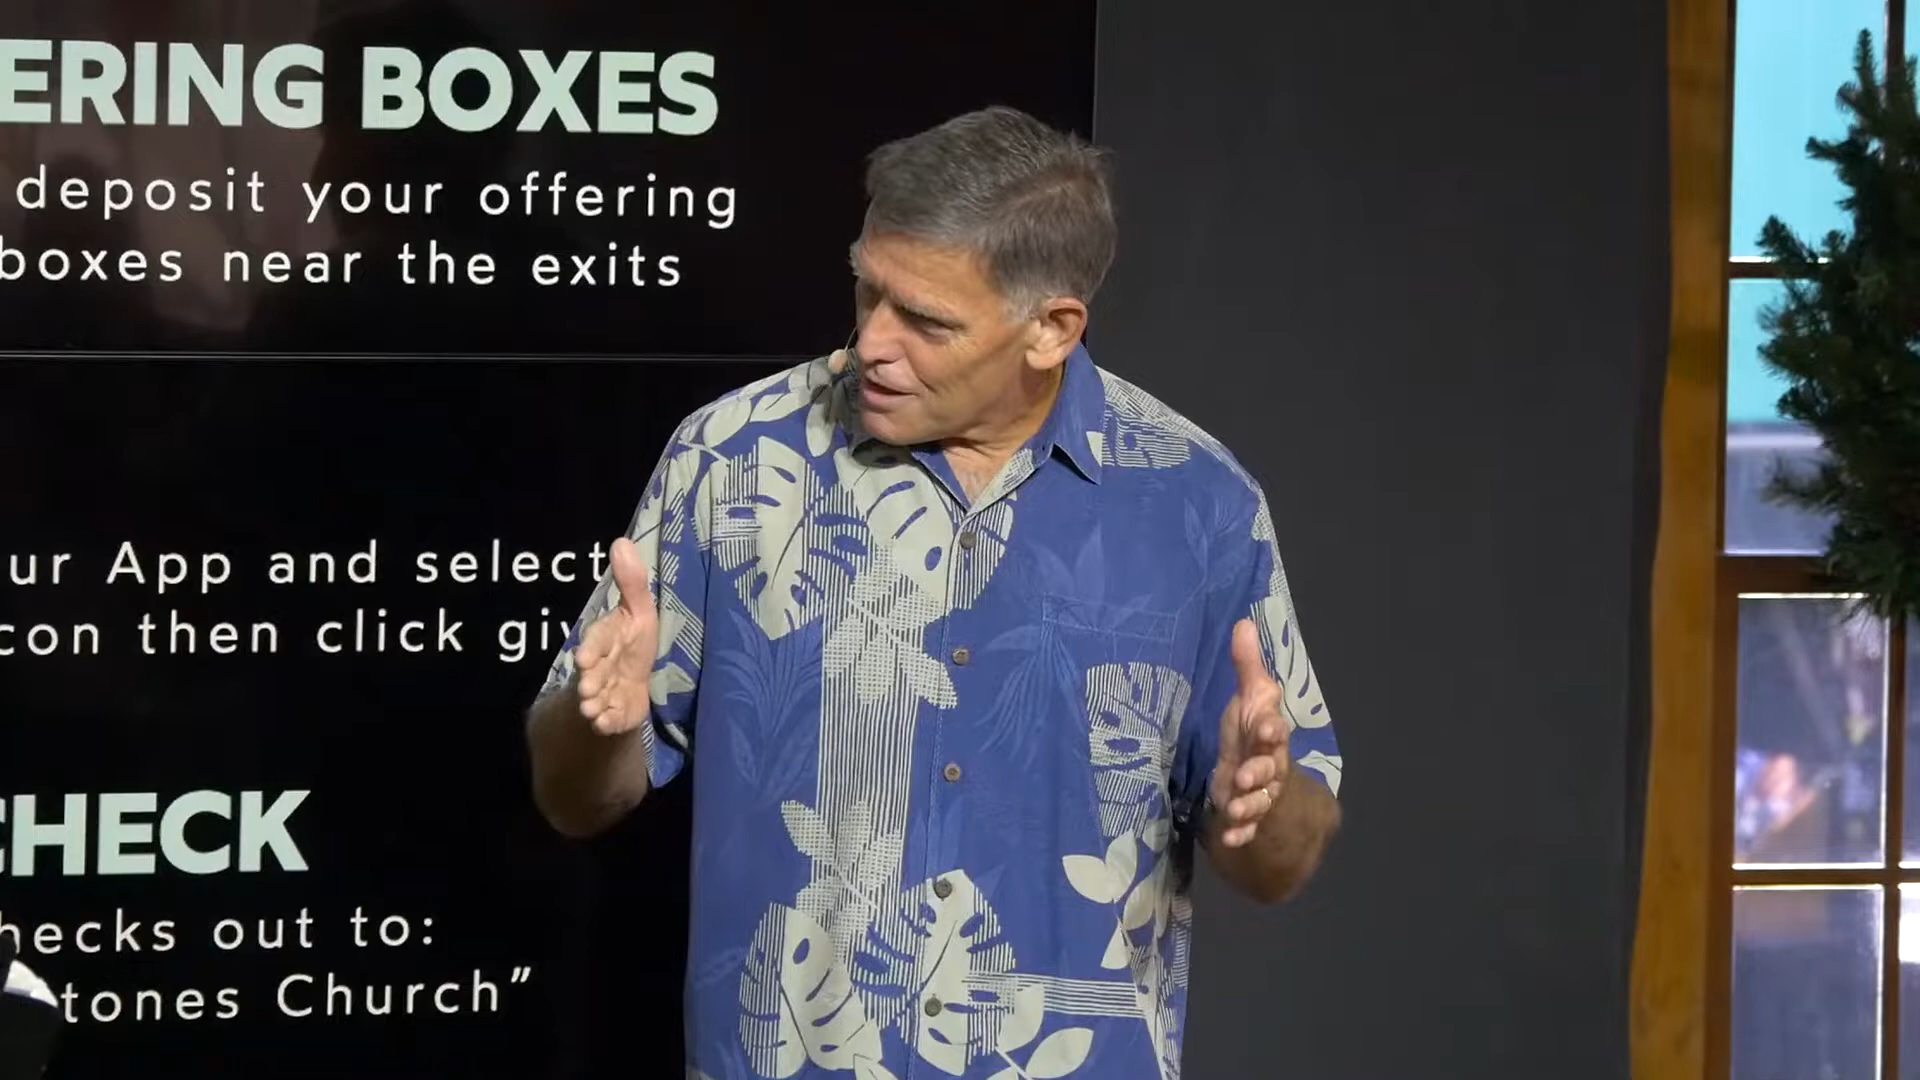 ERING BOXES
deposit your offering
boxes near the exits
ur App and select
con then click giv
CHECK
hecks out to:
tones Church”